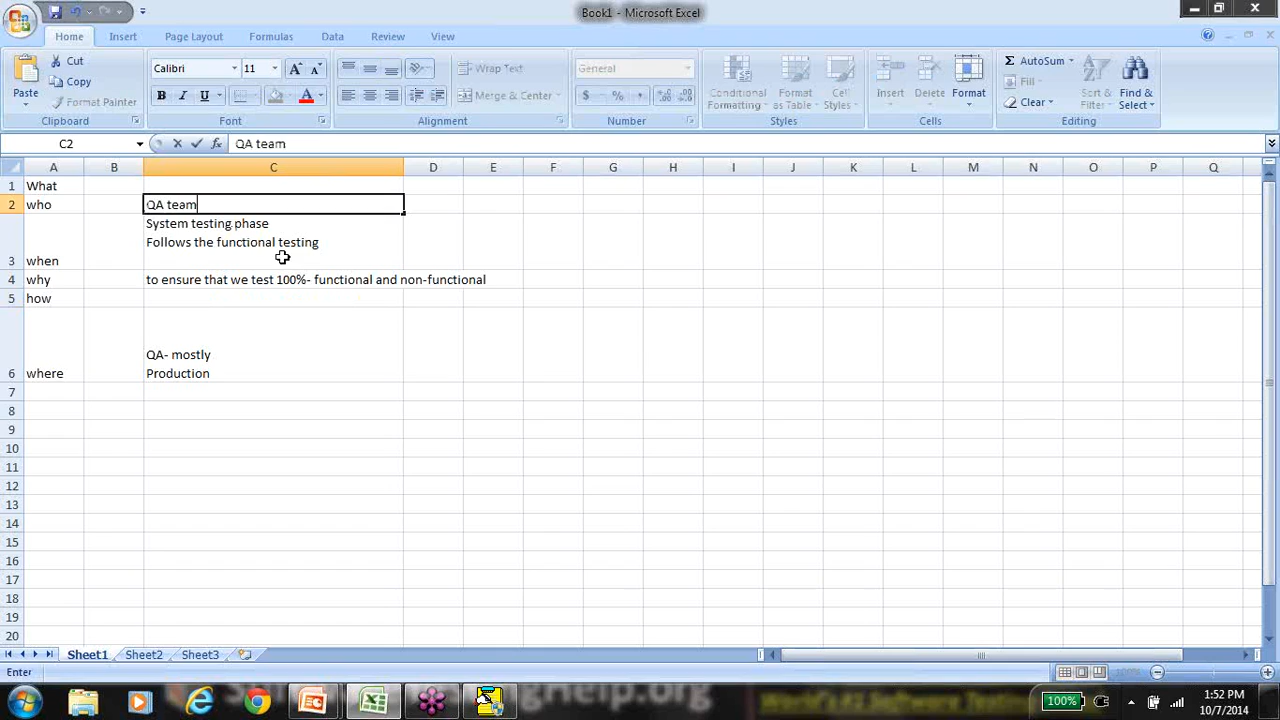 Book1 - Microsoft Excel
Home Insert Page Layout Formulas Data Review View
Paste
Cut
Copy
Format Painter
Clipboard
Calibri 11
A A
B I U A
Font
Wrap Text
Merge & Center
Alignment
General
$ % ,
Number
Conditional Formatting
Format as Table
Cell Styles
Styles
Insert Delete Format
Cells
Σ AutoSum
Fill
Clear
Sort & Filter
Find & Select
Editing
C2 fx QA team
A B C D E F G H I J K L M N O P Q
1 What
2 who QA team
System testing phase
Follows the functional testing
3 when
4 why to ensure that we test 100%- functional and non-functional
5 how
QA- mostly
6 where Production
7
8
9
10
11
12
13
14
15
16
17
18
19
20
Sheet1 Sheet2 Sheet3
Enter 100%
100% 1:52 PM
10/7/2014